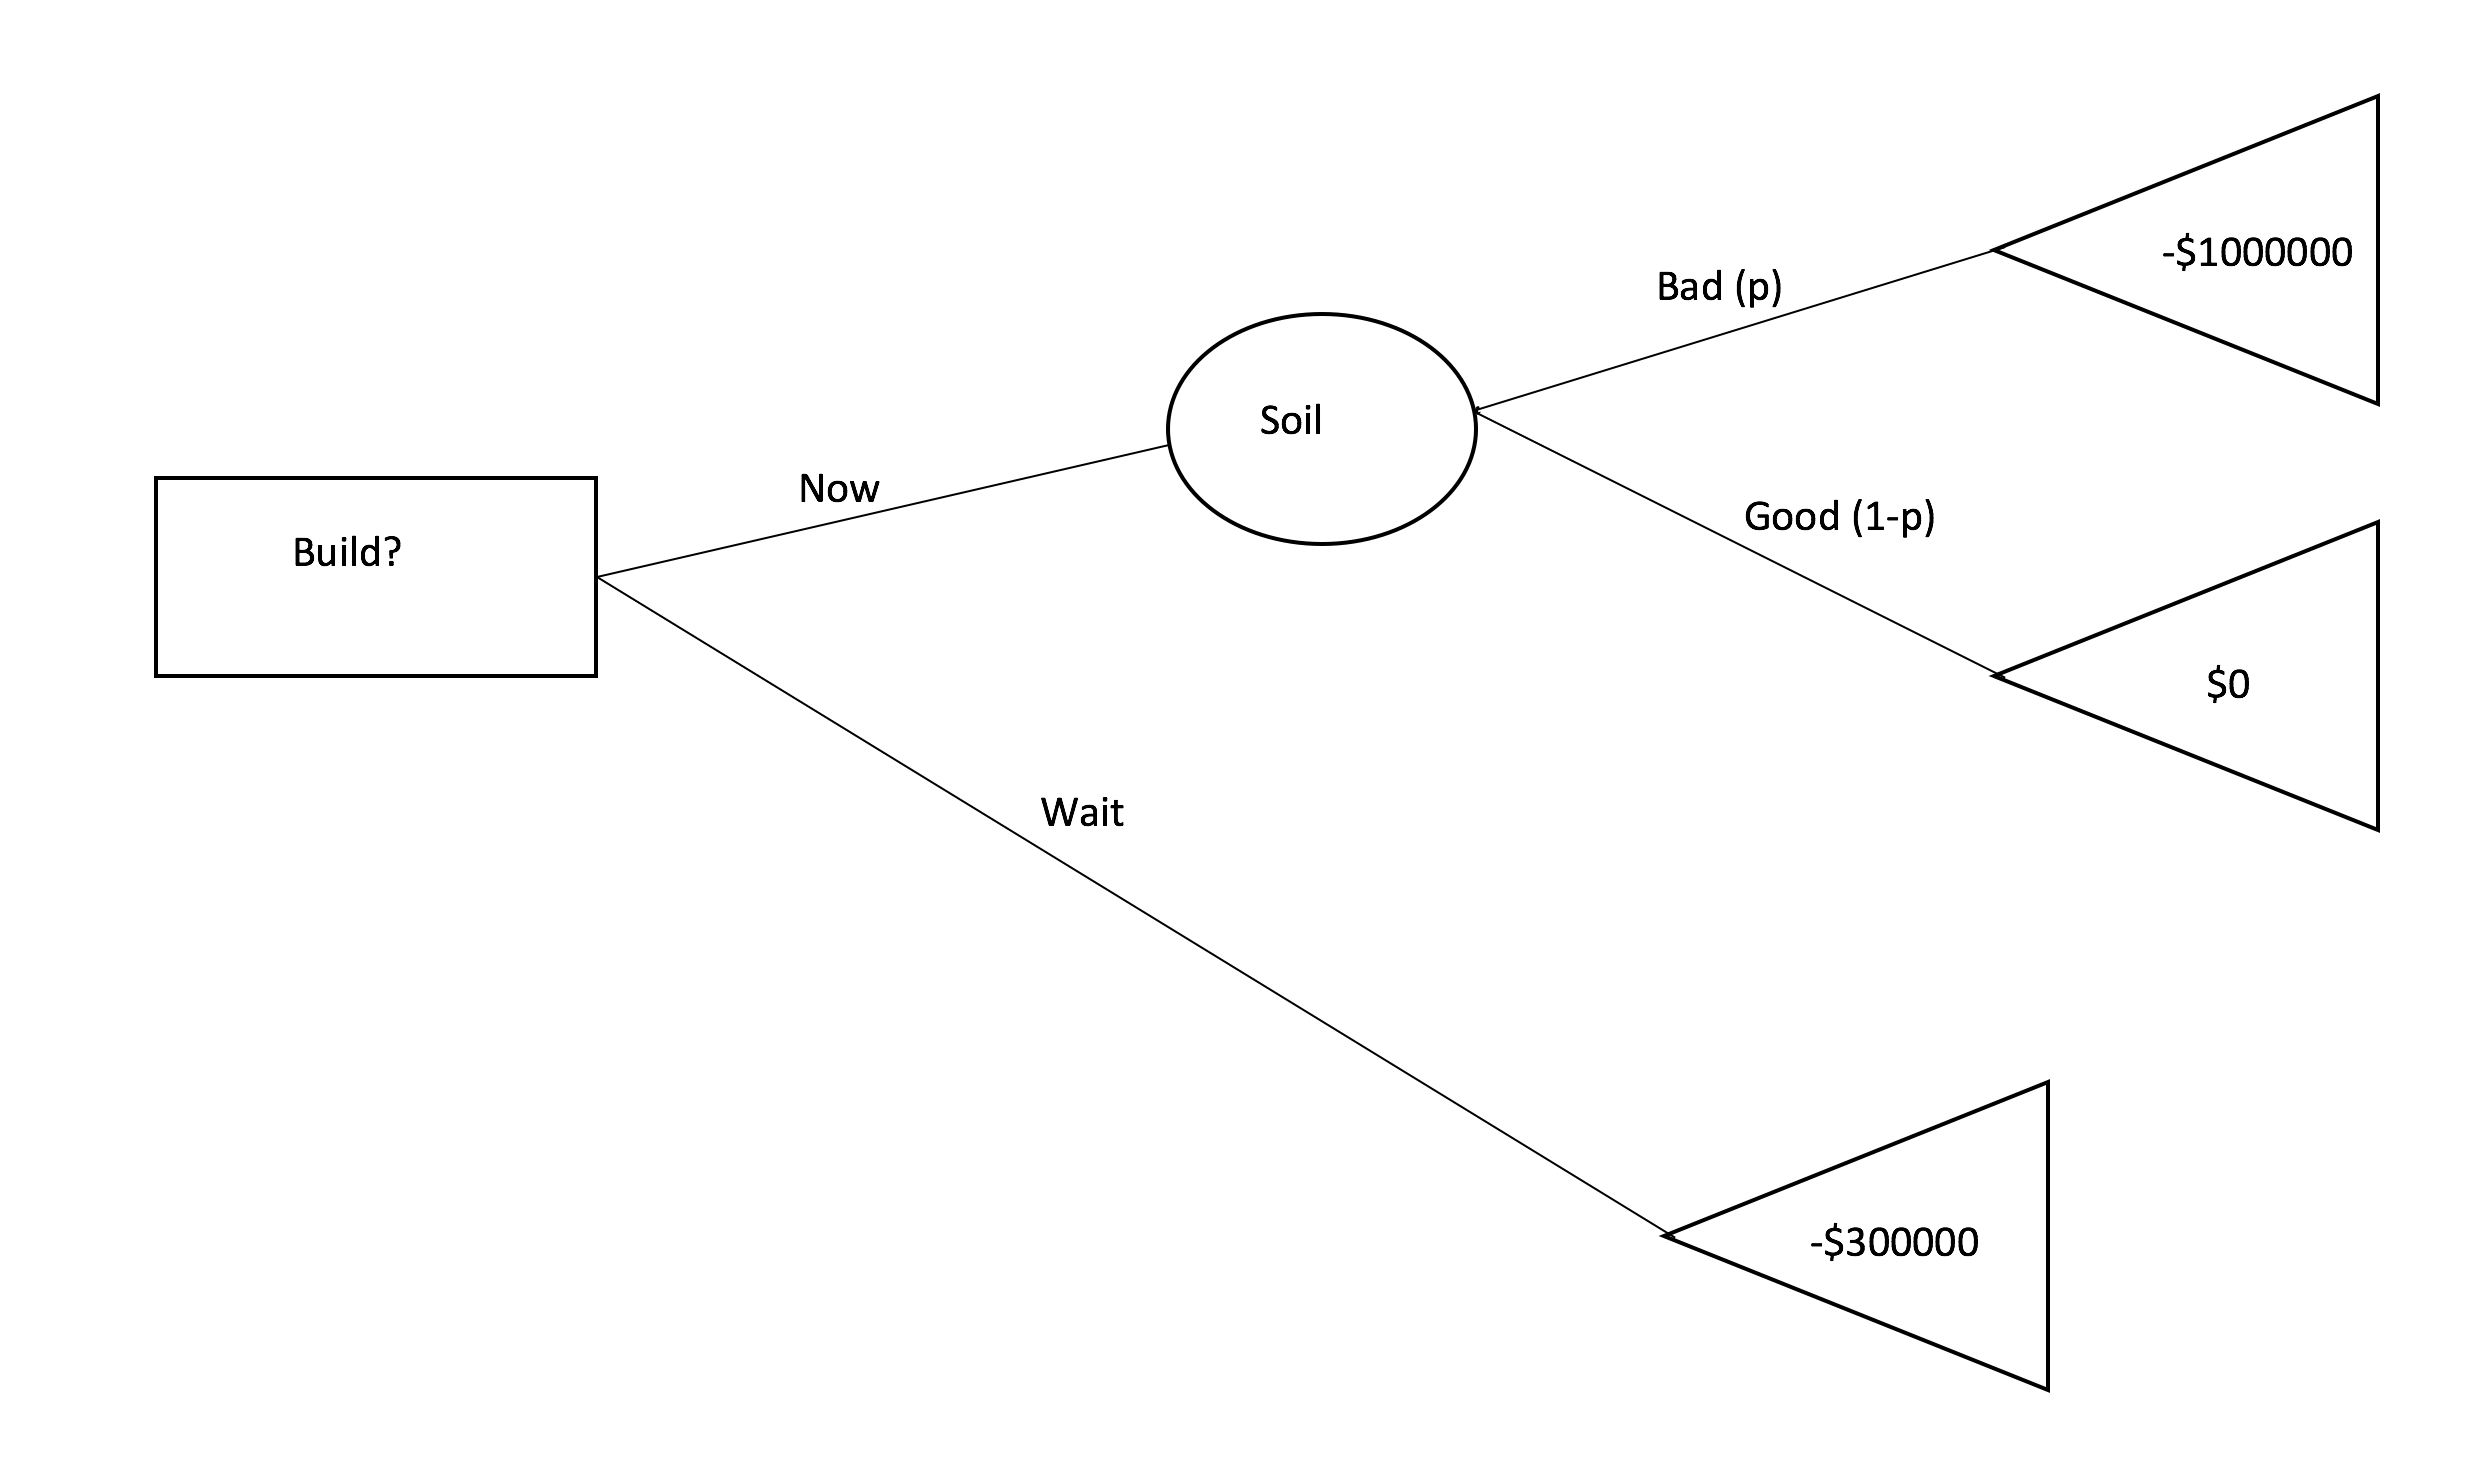 Bad (p)
-$1000000
Soil
Now
Good (1-p)
Build?
$0
Wait
-$300000